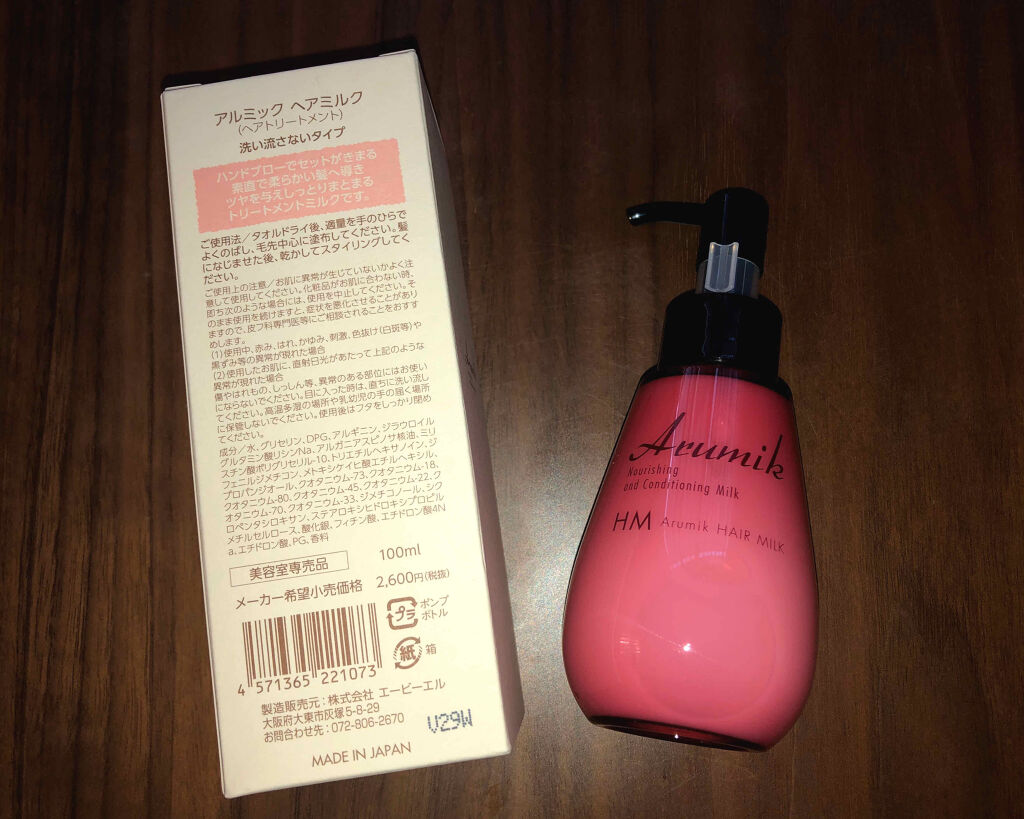 アルミック ヘアミルク
(ヘアトリートメント)
洗い流さないタイプ
ハンドブローでセットがきまる
素直で柔らかい髪へ導き
ツヤを与えしっとりまとまる
トリートメントミルクです。
ご使用法/タオルドライ後、適量を手のひらで
よくのばし、毛先中心に塗布してください。髪
になじませた後、乾かしてスタイリングしてく
ださい。
ご使用上の注意/お肌に異常が生じていないかよく注
意して使用してください。化粧品がお肌に合わない時、
即ち次のような場合には、使用を中止してください。そ
のまま使用を続けますと、症状を悪化させることがあり
ますので、皮フ科専門医等にご相談されることをおすす
めします。
(1)使用中、赤み、はれ、かゆみ、刺激、色抜け(白斑等)や
黒ずみ等の異常が現れた場合
(2)使用したお肌に、直射日光があたって上記のような
異常が現れた場合
傷やはれもの、しっしん等、異常のある部位にはお使い
にならないでください。目に入った時は、直ちに洗い流し
てください。高温多湿の場所や乳幼児の手の届く場所
に保管しないでください。使用後はフタをしっかり閉め
てください。
成分/水、グリセリン、DPG、アルギニン、ジラウロイル
グルタミン酸リシンNa、アルガニアスピノサ核油、ミリ
スチン酸ポリグリセリル-10、トリエチルヘキサノイン、ジ
フェニルジメチコン、メトキシケイヒ酸エチルヘキシル、
プロパンジオール、クオタニウム-73、クオタニウム-18、
クオタニウム-80、クオタニウム-45、クオタニウム-22、ク
オタニウム-70、クオタニウム-33、ジメチコノール、シク
ロペンタシロキサン、ステアロキシヒドロキシプロピル
メチルセルロース、酸化銀、フィチン酸、エチドロン酸4N
a、エチドロン酸、PG、香料
美容室専売品 100ml
メーカー希望小売価格 2,600円(税抜)
プラ ポンプ
ボトル
紙 箱
4 571365 221073
製造販売元:株式会社 エービーエル
大阪府大東市灰塚5-8-29
お問合わせ先:072-806-2670
V29W
MADE IN JAPAN
Arumik
Nourishing
and Conditioning Milk
HM Arumik HAIR MILK